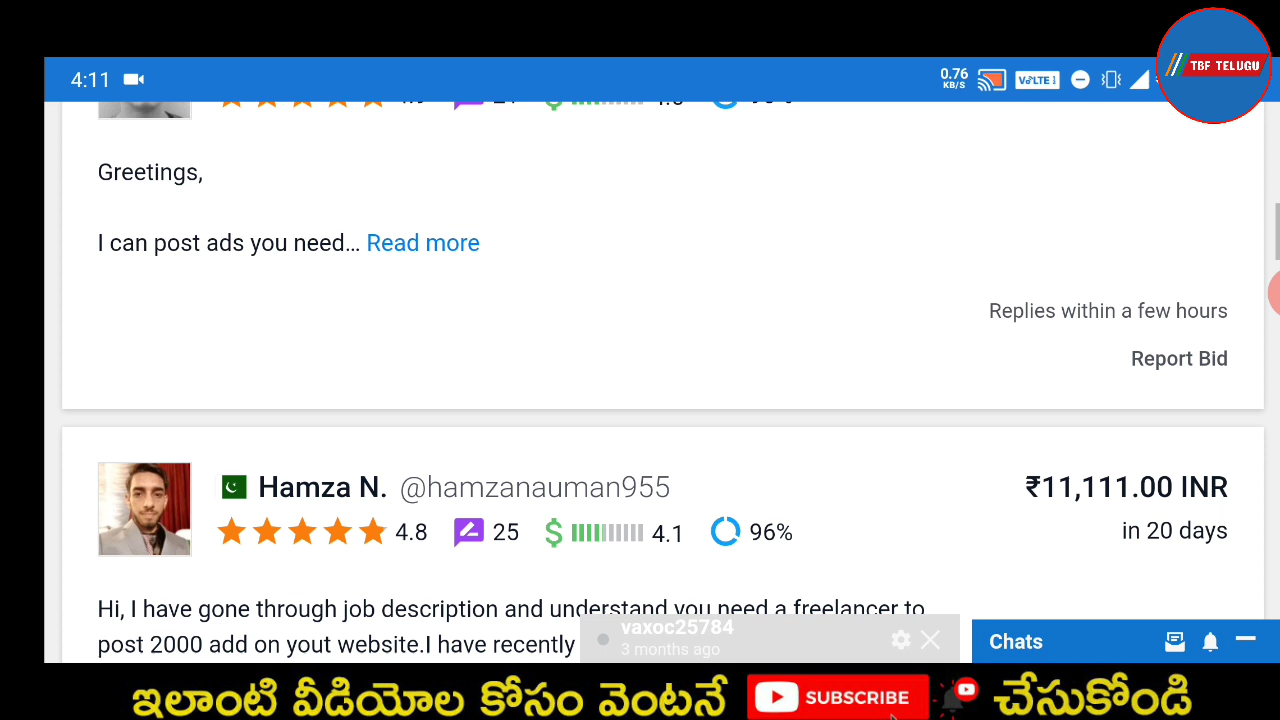 4:11
0.76
KB/S
VoLTE
TBF TELUGU
Greetings,
I can post ads you need... Read more
Replies within a few hours
Report Bid
Hamza N. @hamzanauman955
₹11,111.00 INR
4.8 25 $ 4.1 96%
in 20 days
Hi, I have gone through job description and understand you need a freelancer to
post 2000 add on yout website.I have recently
vaxoc25784
3 months ago
Chats
ఇలాంటి వీడియోల కోసం వెంటనే SUBSCRIBE చేసుకోండి